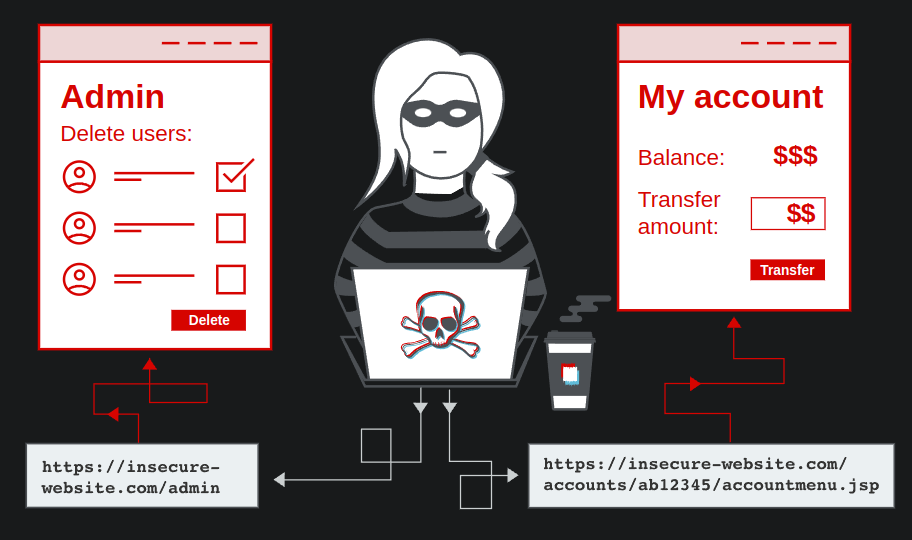 Admin
Delete users:
Delete
My account
Balance: $$$
Transfer
amount: $$
Transfer
https://insecure-
website.com/admin
https://insecure-website.com/
accounts/ab12345/accountmenu.jsp